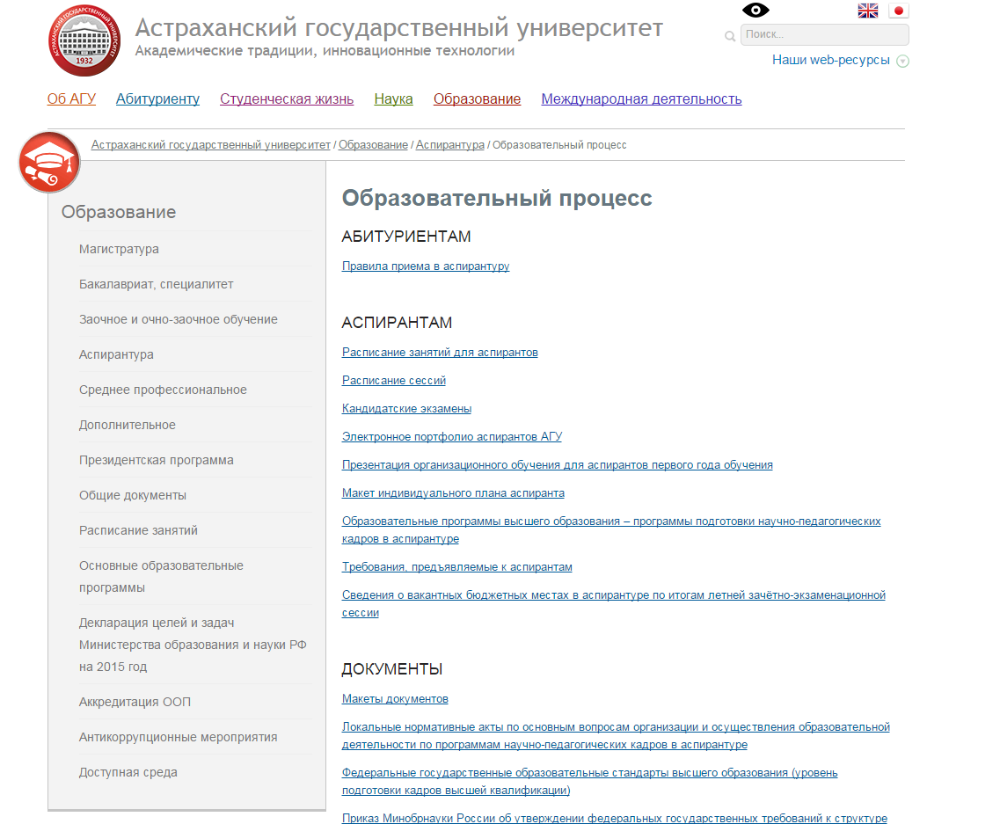 АСТРАХАНСКИЙ ГОСУДАРСТВЕННЫЙ УНИВЕРСИТЕТ
1932
Астраханский государственный университет
Академические традиции, инновационные технологии
Поиск...
Наши web-ресурсы
Об АГУ Абитуриенту Студенческая жизнь Наука Образование Международная деятельность
Астраханский государственный университет / Образование / Аспирантура / Образовательный процесс
Образование
Магистратура
Бакалавриат, специалитет
Заочное и очно-заочное обучение
Аспирантура
Среднее профессиональное
Дополнительное
Президентская программа
Общие документы
Расписание занятий
Основные образовательные
программы
Декларация целей и задач
Министерства образования и науки РФ
на 2015 год
Аккредитация ООП
Антикоррупционные мероприятия
Доступная среда
Образовательный процесс
АБИТУРИЕНТАМ
Правила приема в аспирантуру
АСПИРАНТАМ
Расписание занятий для аспирантов
Расписание сессий
Кандидатские экзамены
Электронное портфолио аспирантов АГУ
Презентация организационного обучения для аспирантов первого года обучения
Макет индивидуального плана аспиранта
Образовательные программы высшего образования – программы подготовки научно-педагогических
кадров в аспирантуре
Требования, предъявляемые к аспирантам
Сведения о вакантных бюджетных местах в аспирантуре по итогам летней зачётно-экзаменационной
сессии
ДОКУМЕНТЫ
Макеты документов
Локальные нормативные акты по основным вопросам организации и осуществления образовательной
деятельности по программам научно-педагогических кадров в аспирантуре
Федеральные государственные образовательные стандарты высшего образования (уровень
подготовки кадров высшей квалификации)
Приказ Минобрнауки России об утверждении федеральных государственных требований к структуре